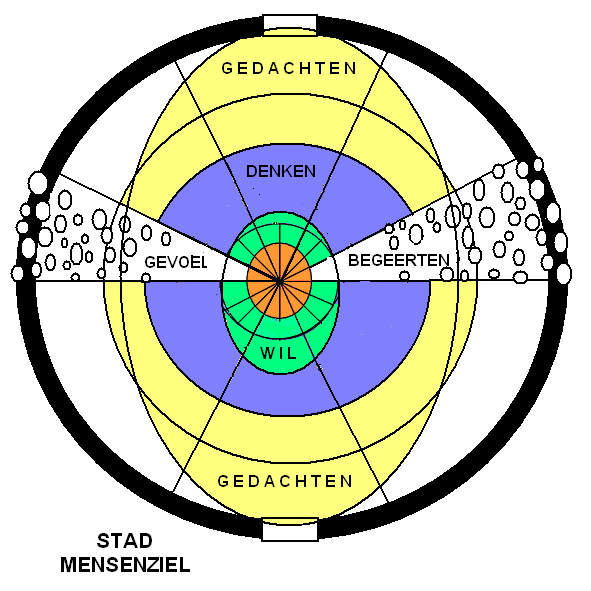 GEDACHTEN
DENKEN
GEVOEL
BEGEERTEN
WIL
GEDACHTEN
STAD
MENSENZIEL